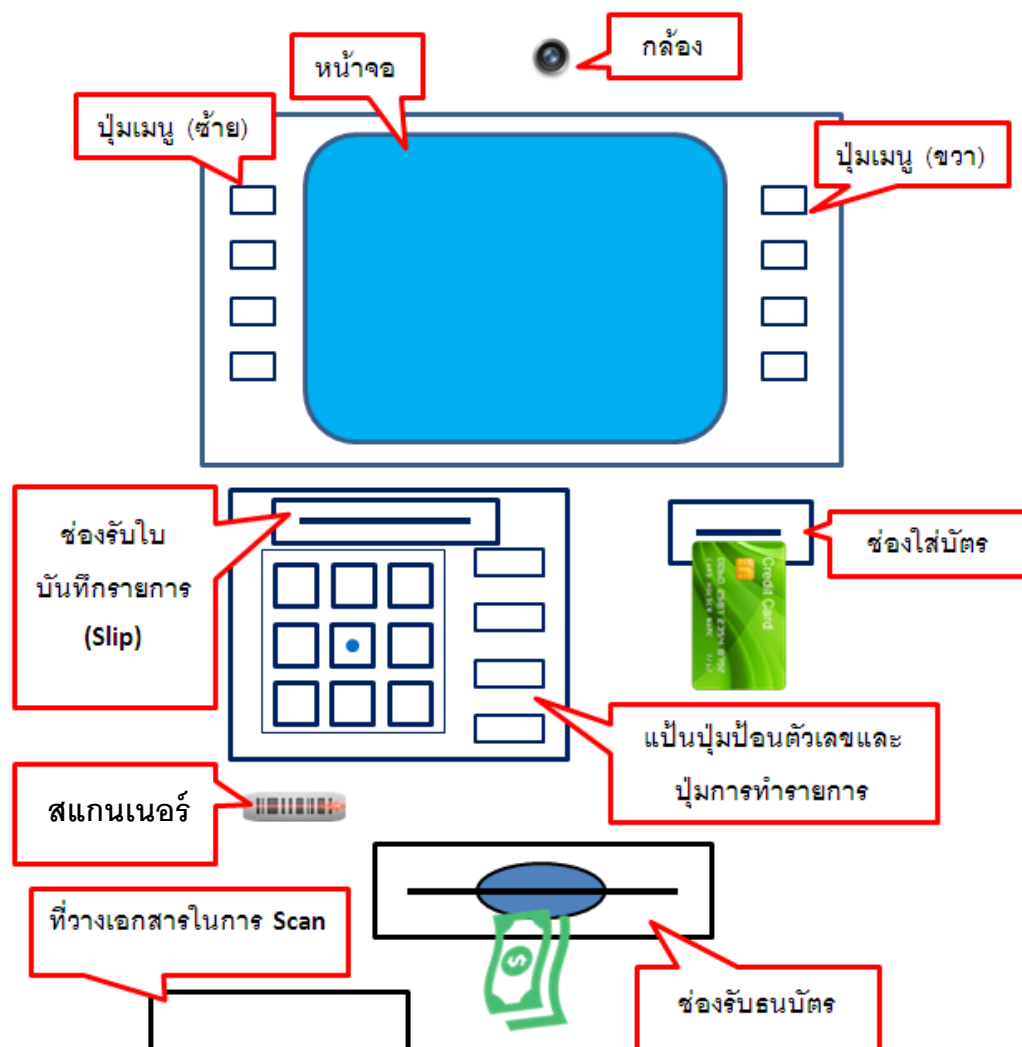 กล้อง
หน้าจอ
ปุ่มเมนู (ซ้าย)
ปุ่มเมนู (ขวา)
ช่องรับใบ
บันทึกรายการ
(Slip)
ช่องใส่บัตร
Credit Card
แป้นปุ่มป้อนตัวเลขและ
ปุ่มการทำรายการ
สแกนเนอร์
ที่วางเอกสารในการ Scan
$
ช่องรับธนบัตร